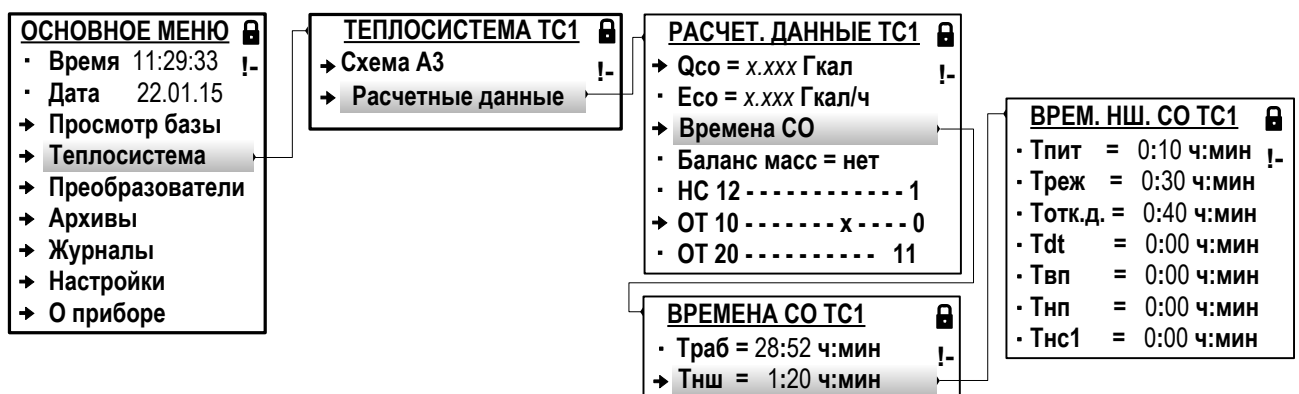 ОСНОВНОЕ МЕНЮ
· Время 11:29:33 !-
· Дата 22.01.15
→ Просмотр базы
→ Теплосистема
→ Преобразователи
→ Архивы
→ Журналы
→ Настройки
→ О приборе
ТЕПЛОСИСТЕМА ТС1
→ Схема А3 !-
→ Расчетные данные
РАСЧЕТ. ДАННЫЕ ТС1
→ Qсо = x.xxx Гкал !-
· Есо = x.xxx Гкал/ч
→ Времена СО
· Баланс масс = нет
· НС 12 - - - - - - - - - - - - 1
→ ОТ 10 - - - - - - - x - - - - 0
· ОТ 20 - - - - - - - - - - 11
ВРЕМЕНА СО ТС1
· Траб = 28:52 ч:мин !-
→ Тнш = 1:20 ч:мин
ВРЕМ. НШ. СО ТС1
· Тпит = 0:10 ч:мин !-
· Треж = 0:30 ч:мин
· Тотк.д. = 0:40 ч:мин
· Tdt = 0:00 ч:мин
· Твп = 0:00 ч:мин
· Тнп = 0:00 ч:мин
· Тнс1 = 0:00 ч:мин